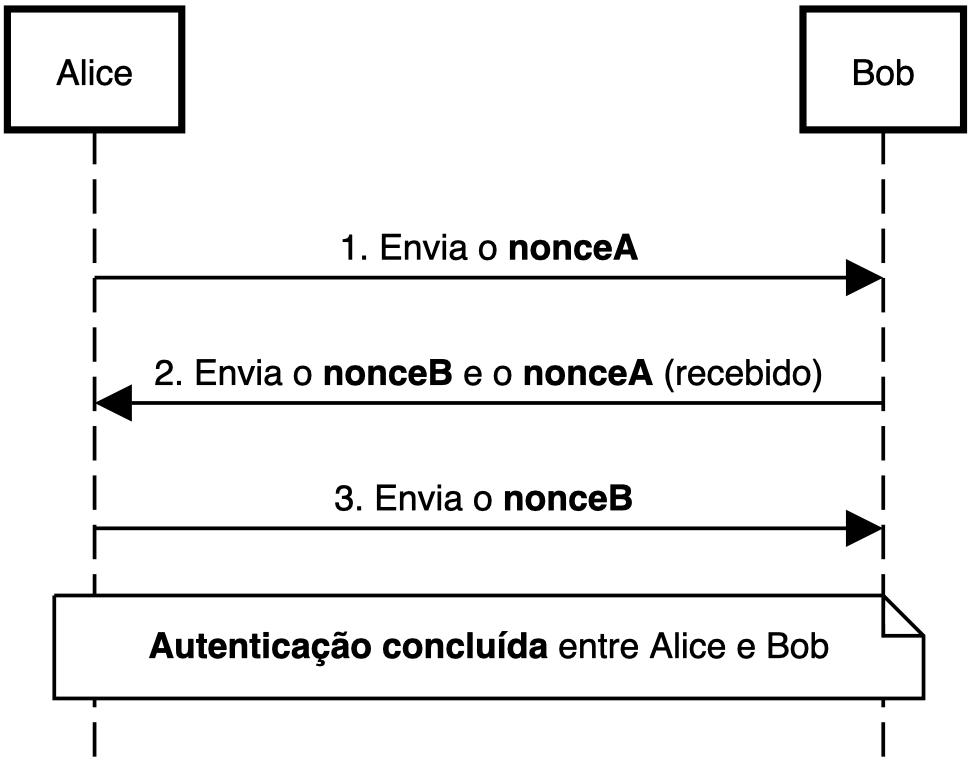 Alice
Bob
1. Envia o nonceA
2. Envia o nonceB e o nonceA (recebido)
3. Envia o nonceB
Autenticação concluída entre Alice e Bob